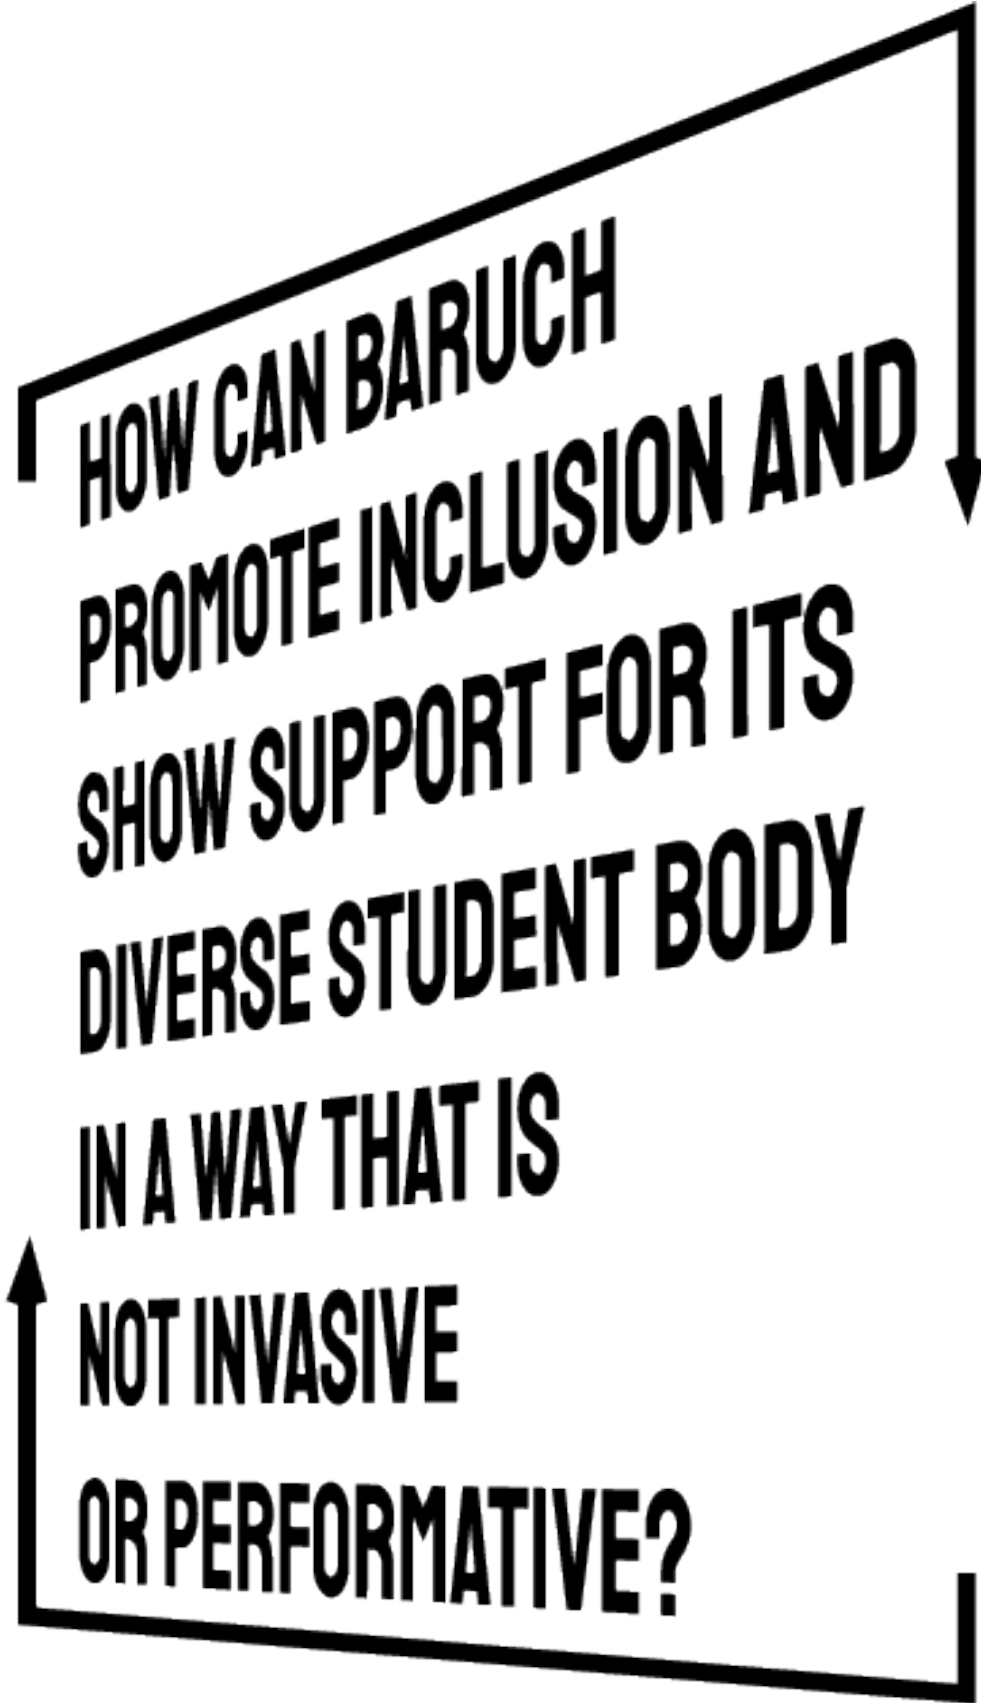 HOW CAN BARUCH
PROMOTE INCLUSION AND
SHOW SUPPORT FOR ITS
DIVERSE STUDENT BODY
IN A WAY THAT IS
NOT INVASIVE
OR PERFORMATIVE?